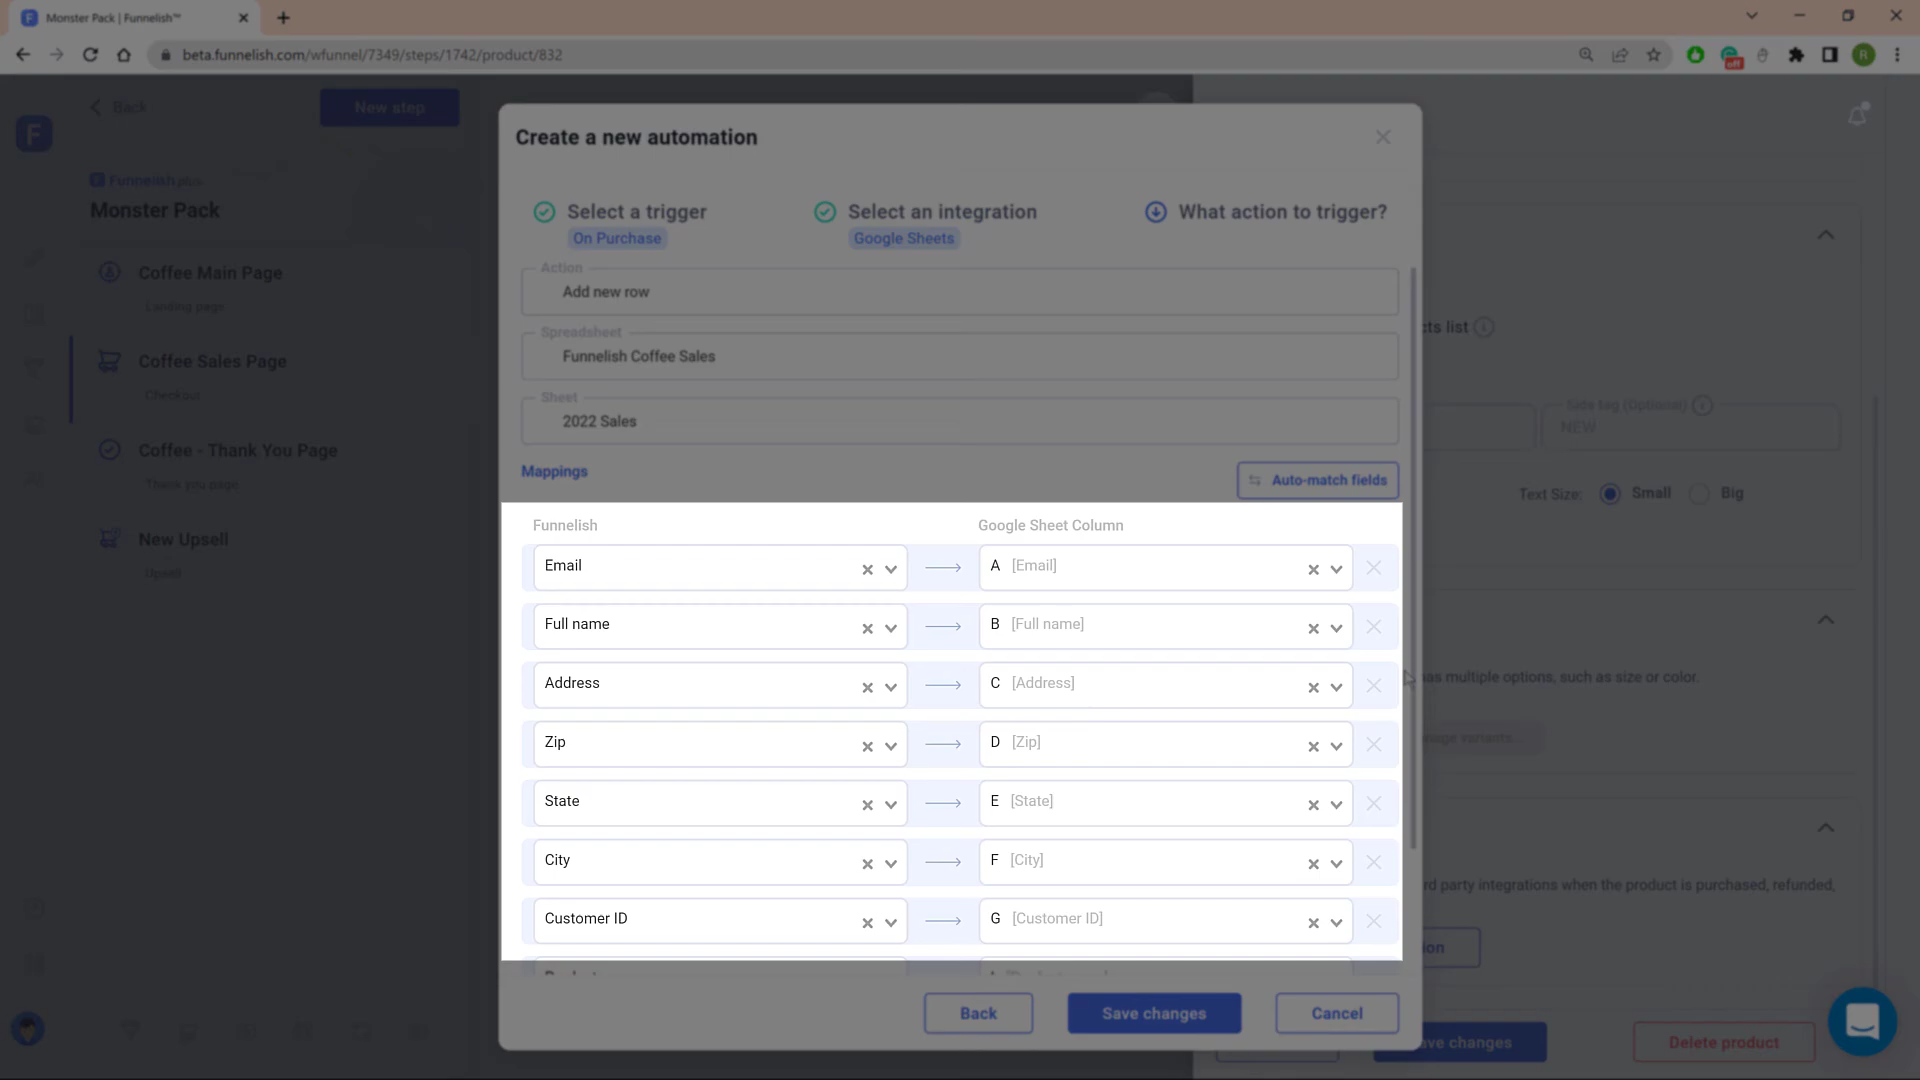 Monster Pack | Funnelish™
beta.funnelish.com/wfunnel/7349/steps/1742/product/832
off
R
Back
New step
F
Funnelish plus
Monster Pack
Coffee Main Page
Landing page
Coffee Sales Page
Checkout
Coffee - Thank You Page
Thank you page
New Upsell
Upsell
Create a new automation
Select a trigger
On Purchase
Select an integration
Google Sheets
What action to trigger?
Action
Add new row
Spreadsheet
Funnelish Coffee Sales
Sheet
2022 Sales
Mappings
Auto-match fields
Funnelish
Google Sheet Column
Email
A [Email]
Full name
B [Full name]
Address
C [Address]
Zip
D [Zip]
State
E [State]
City
F [City]
Customer ID
G [Customer ID]
Back
Save changes
Cancel
cts list
Side tag (Optional)
NEW
Text Size:
Small
Big
has multiple options, such as size or color.
variants...
rd party integrations when the product is purchased, refunded,
ion
ave changes
Delete product